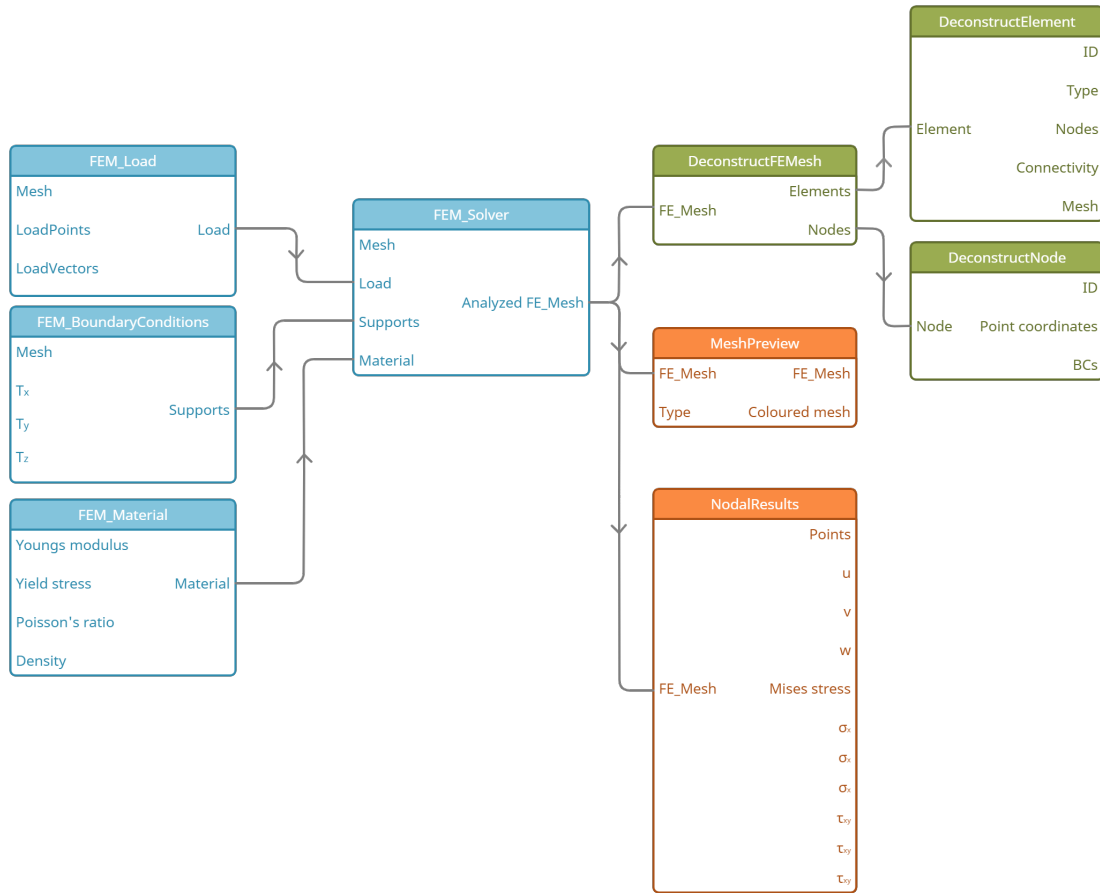 FEM_Load
Mesh
LoadPoints
Load
LoadVectors
FEM_BoundaryConditions
Mesh
Tx
Ty
Tz
Supports
FEM_Material
Youngs modulus
Yield stress
Material
Poisson's ratio
Density
FEM_Solver
Mesh
Load
Supports
Material
Analyzed FE_Mesh
DeconstructFEMesh
FE_Mesh
Elements
Nodes
MeshPreview
FE_Mesh
FE_Mesh
Type
Coloured mesh
NodalResults
Points
u
v
w
FE_Mesh
Mises stress
σx
σx
σx
τxy
τxy
τxy
DeconstructElement
ID
Type
Element
Nodes
Connectivity
Mesh
DeconstructNode
ID
Node
Point coordinates
BCs